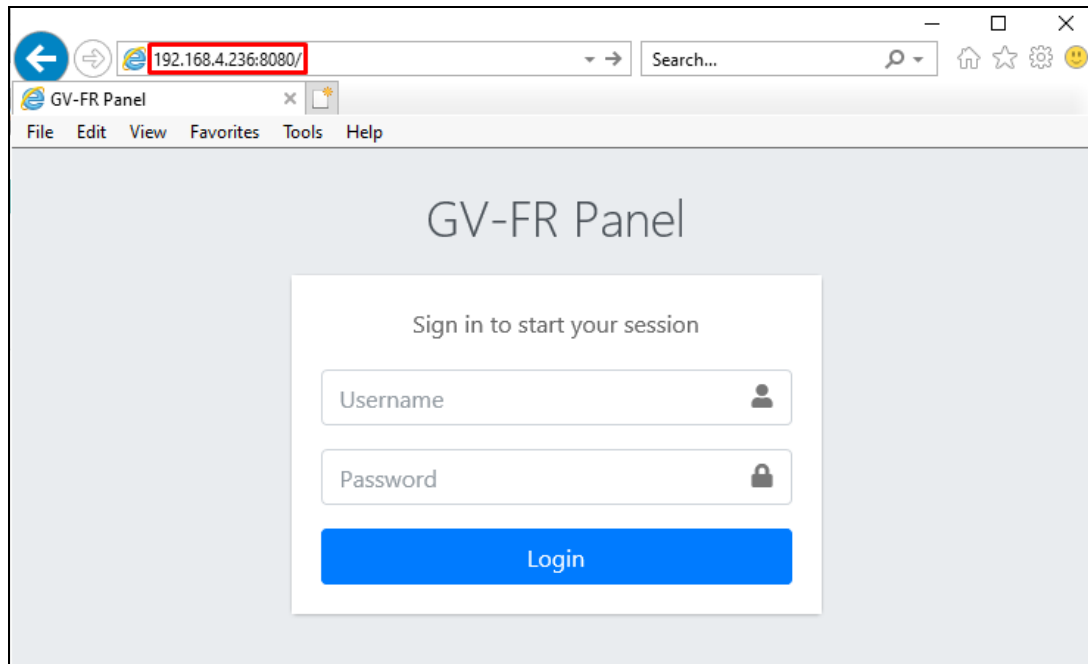 192.168.4.236:8080/
Search...
GV-FR Panel
File Edit View Favorites Tools Help
GV-FR Panel
Sign in to start your session
Username
Password
Login